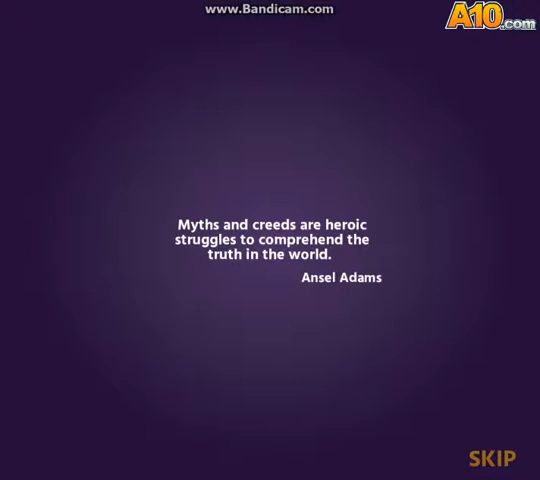 www.Bandicam.com
A10.com
Myths and creeds are heroic
struggles to comprehend the
truth in the world.
Ansel Adams
SKIP